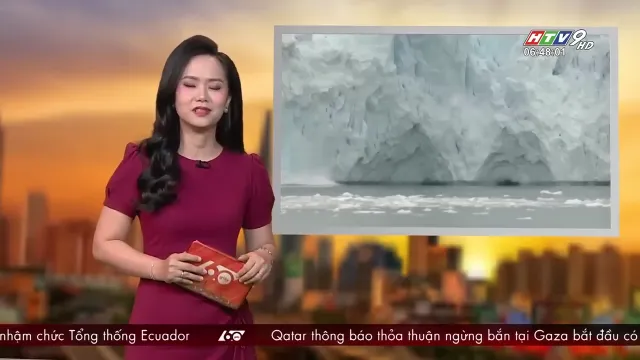 HTV9 HD
06:48:01
nhậm chức Tổng thống Ecuador 60 Qatar thông báo thỏa thuận ngừng bắn tại Gaza bắt đầu có